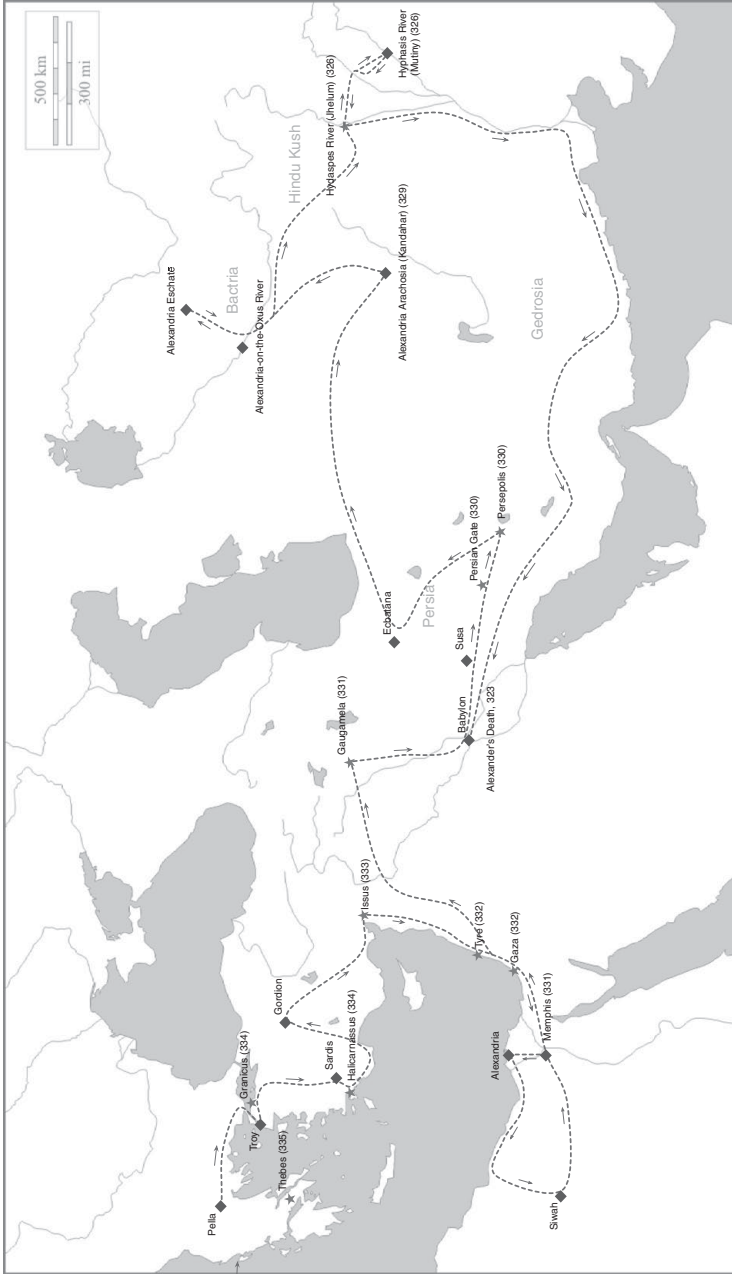 500 km
300 mi
Pella
Granicus (334)
Troy
Thebes (335)
Sardis
Halicarnassus (334)
Gordion
Issus (333)
Tyre (332)
Gaza (332)
Alexandria
Memphis (331)
Siwah
Gaugamela (331)
Babylon
Alexander's Death, 323
Susa
Ecbatana
Persia
Persian Gate (330)
Persepolis (330)
Alexandria Eschate
Bactria
Alexandria-on-the-Oxus River
Alexandria Arachosia (Kandahar) (329)
Gedrosia
Hindu Kush
Hydaspes River (Jhelum) (326)
Hyphasis River
(Mutiny) (326)